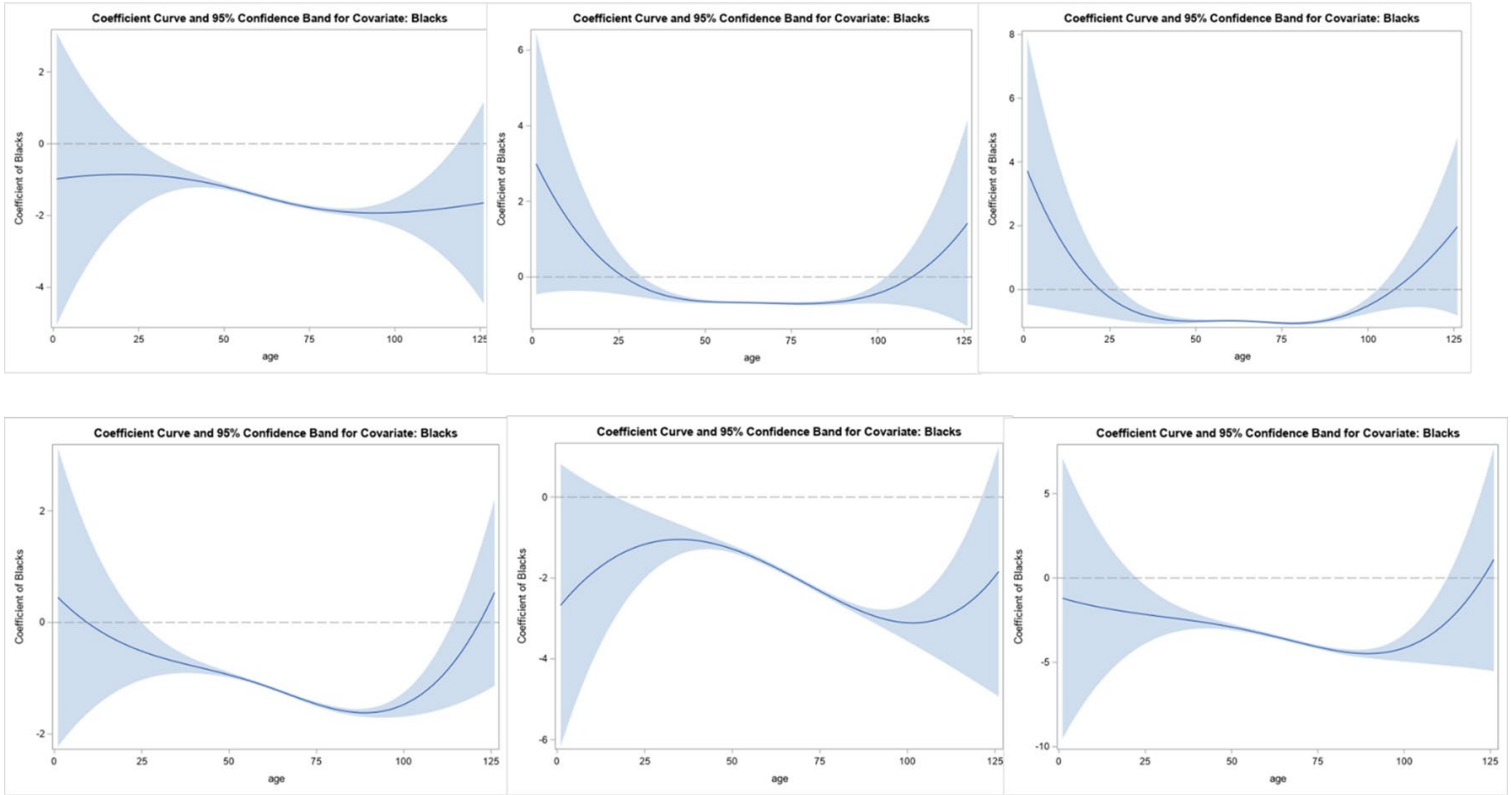 Coefficient Curve and 95% Confidence Band for Covariate: Blacks
Coefficient of Blacks
2
0
-2
-4
0 25 50 75 100 125
age
Coefficient Curve and 95% Confidence Band for Covariate: Blacks
Coefficient of Blacks
6
4
2
0
0 25 50 75 100 125
age
Coefficient Curve and 95% Confidence Band for Covariate: Blacks
Coefficient of Blacks
8
6
4
2
0
0 25 50 75 100 125
age
Coefficient Curve and 95% Confidence Band for Covariate: Blacks
Coefficient of Blacks
2
0
-2
0 25 50 75 100 125
age
Coefficient Curve and 95% Confidence Band for Covariate: Blacks
Coefficient of Blacks
0
-2
-4
-6
0 25 50 75 100 125
age
Coefficient Curve and 95% Confidence Band for Covariate: Blacks
Coefficient of Blacks
5
0
-5
-10
0 25 50 75 100 125
age